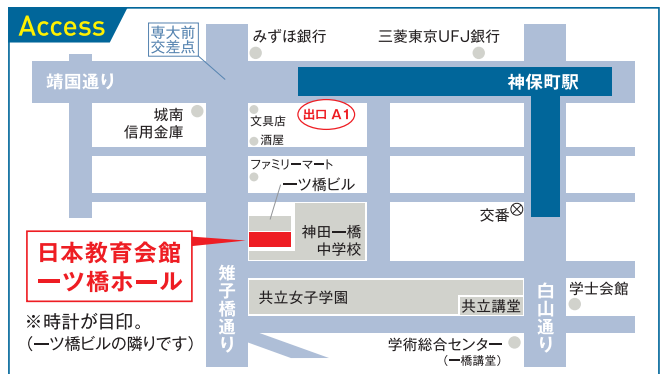 Access
専大前
交差点
みずほ銀行
三菱東京UFJ銀行
靖国通り
神保町駅
城南
信用金庫
文具店
出口 A1
酒屋
ファミリーマート
一ツ橋ビル
交番
神田一橋
中学校
日本教育会館
一ツ橋ホール
雉子橋通り
白山通り
共立女子学園
共立講堂
学士会館
※時計が目印。
(一ツ橋ビルの隣りです)
学術総合センター
(一橋講堂)